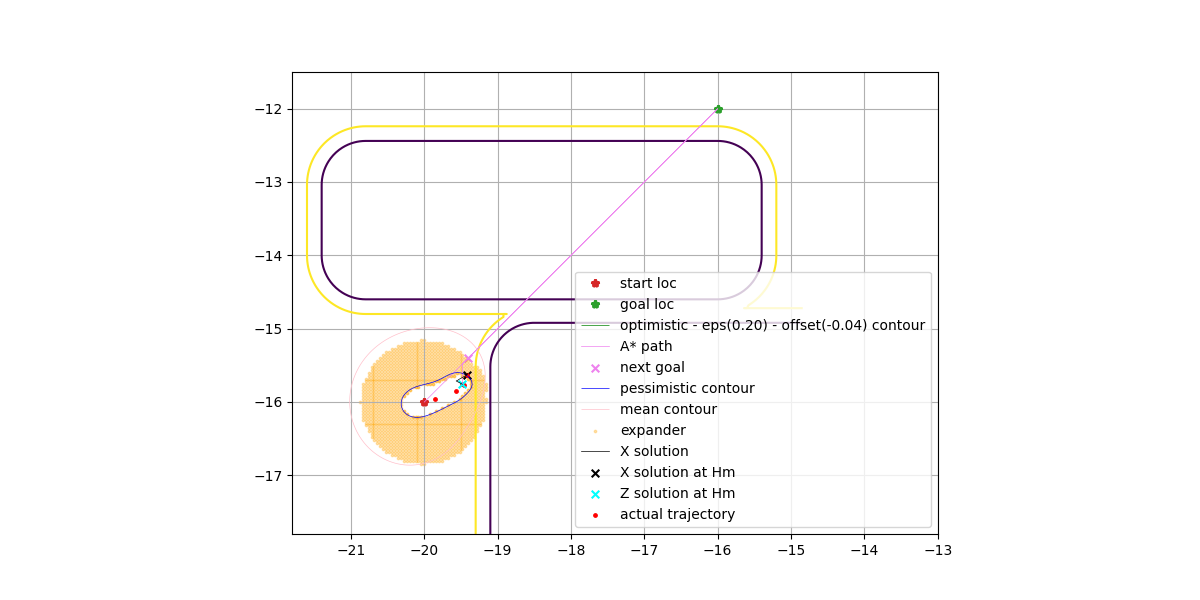 −12
−13
−14
−15
−16
−17
start loc
goal loc
optimistic - eps(0.20) - offset(-0.04) contour
A* path
next goal
pessimistic contour
mean contour
expander
X solution
X solution at Hm
Z solution at Hm
actual trajectory
−21 −20 −19 −18 −17 −16 −15 −14 −13